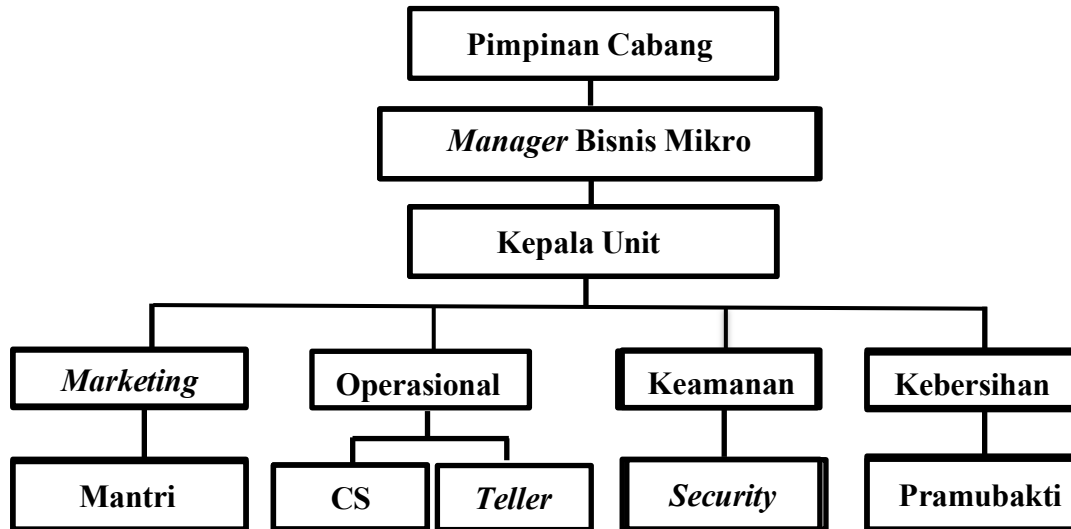 Pimpinan Cabang
Manager Bisnis Mikro
Kepala Unit
Marketing
Operasional
Keamanan
Kebersihan
Mantri
CS
Teller
Security
Pramubakti